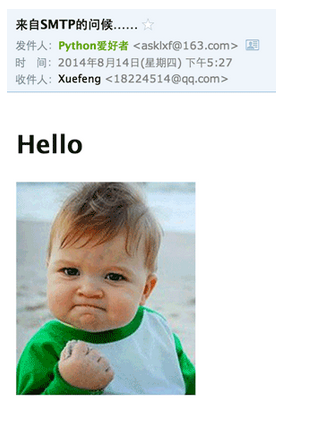 来自SMTP的问候……
发件人：Python爱好者 <asklxf@163.com>
时　间：2014年8月14日(星期四) 下午5:27
收件人：Xuefeng <18224514@qq.com>
Hello